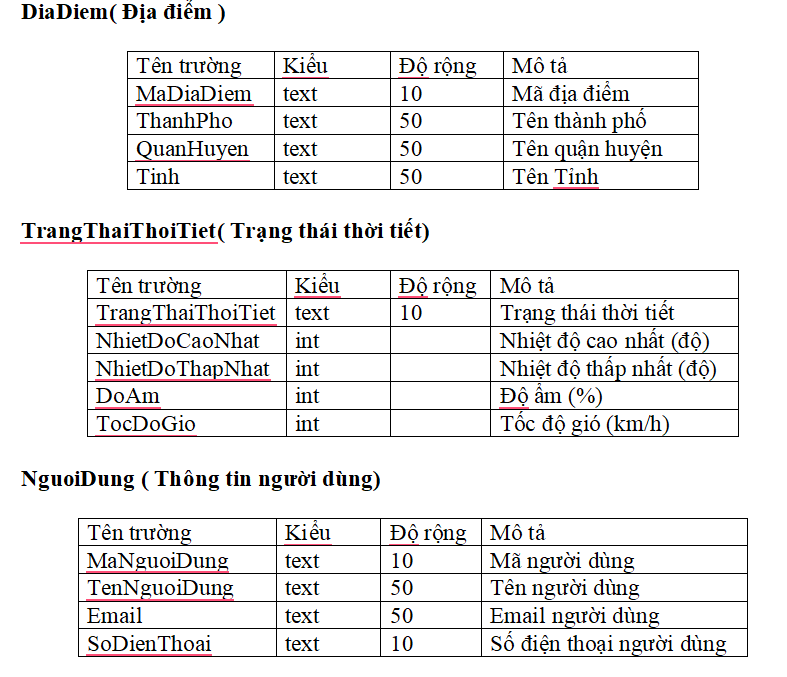 DiaDiem( Địa điểm )
Tên trường Kiểu Độ rộng Mô tả
MaDiaDiem text 10 Mã địa điểm
ThanhPho text 50 Tên thành phố
QuanHuyen text 50 Tên quận huyện
Tinh text 50 Tên Tỉnh
TrangThaiThoiTiet( Trạng thái thời tiết)
Tên trường Kiểu Độ rộng Mô tả
TrangThaiThoiTiet text 10 Trạng thái thời tiết
NhietDoCaoNhat int Nhiệt độ cao nhất (độ)
NhietDoThapNhat int Nhiệt độ thấp nhất (độ)
DoAm int Độ ẩm (%)
TocDoGio int Tốc độ gió (km/h)
NguoiDung ( Thông tin người dùng)
Tên trường Kiểu Độ rộng Mô tả
MaNguoiDung text 10 Mã người dùng
TenNguoiDung text 50 Tên người dùng
Email text 50 Email người dùng
SoDienThoai text 10 Số điện thoại người dùng